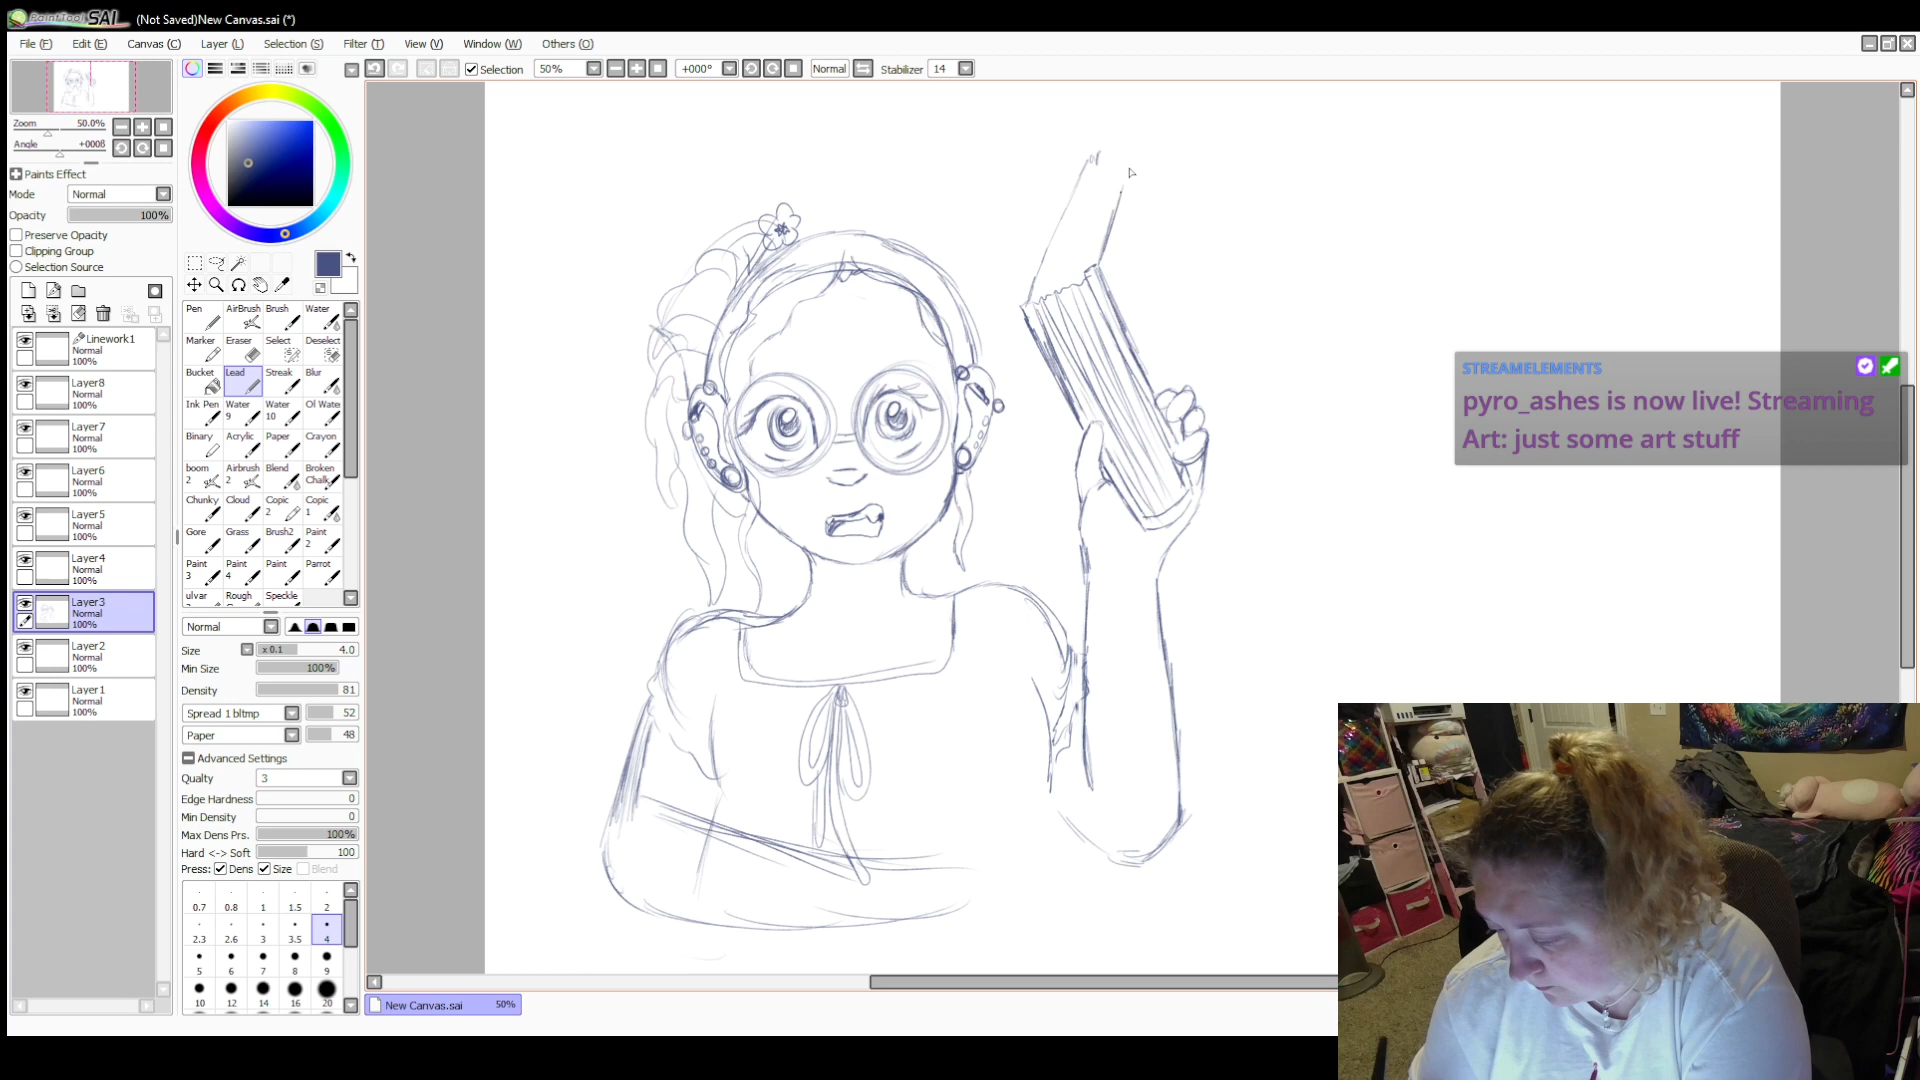 PaintTool SAI (Not Saved)New Canvas.sai (*)
File (F) Edit (E) Canvas (C) Layer (L) Selection (S) Filter (T) View (V) Window (W) Others (O)
Selection 50% +000° Normal Stabilizer 14
Zoom 50.0%
Angle +000ß
Paints Effect
Mode Normal
Opacity 100%
Preserve Opacity
Clipping Group
Selection Source
Linework1
Normal
100%
Layer8
Normal
100%
Layer7
Normal
100%
Layer6
Normal
100%
Layer5
Normal
100%
Layer4
Normal
100%
Layer3
Normal
100%
Layer2
Normal
100%
Layer1
Normal
100%
Pen AirBrush Brush Water
Marker Eraser Select Deselect
Bucket Lead Streak Blur
Ink Pen Water 9 Water 10 Oil Water
Binary Acrylic Paper Crayon
boom 2 Airbrush 2 Blend Broken Chalk
Chunky Cloud Copic 2 Copic 1
Gore Grass Brush2 Paint 2
Paint 3 Paint 4 Paint Parrot
ulvar Rough Speckle
Normal
Size x 0.1 4.0
Min Size 100%
Density 81
Spread 1 bltmp 52
Paper 48
Advanced Settings
Qualty 3
Edge Hardness 0
Min Density 0
Max Dens Prs. 100%
Hard <-> Soft 100
Press: Dens Size Blend
0.7 0.8 1 1.5 2
2.3 2.6 3 3.5 4
5 6 7 8 9
10 12 14 16 20
New Canvas.sai 50%
STREAMELEMENTS
pyro_ashes is now live! Streaming
Art: just some art stuff